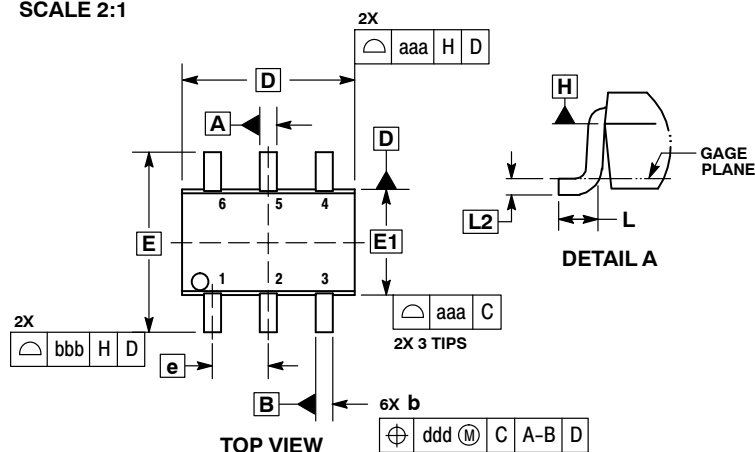 SCALE 2:1
2X
⌓ aaa H D
D
A
H
D
GAGE
PLANE
6 5 4
E
E1
L2
L
DETAIL A
1 2 3
⌓ aaa C
2X 3 TIPS
2X
⌓ bbb H D
e
B
6X b
⌖ ddd Ⓜ C A-B D
TOP VIEW